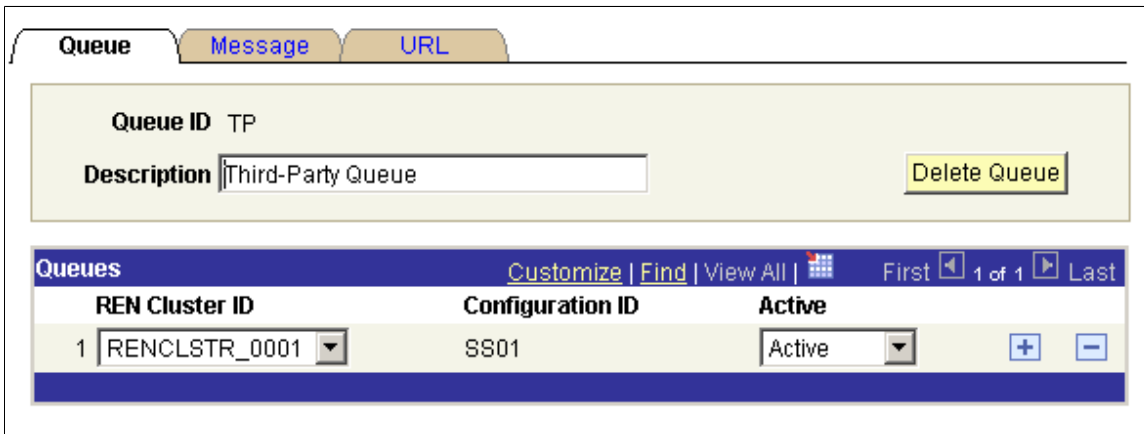 Queue Message URL
Queue ID TP
Description Third-Party Queue Delete Queue
Queues Customize | Find | View All | First 1 of 1 Last
REN Cluster ID Configuration ID Active
1 RENCLSTR_0001 SS01 Active